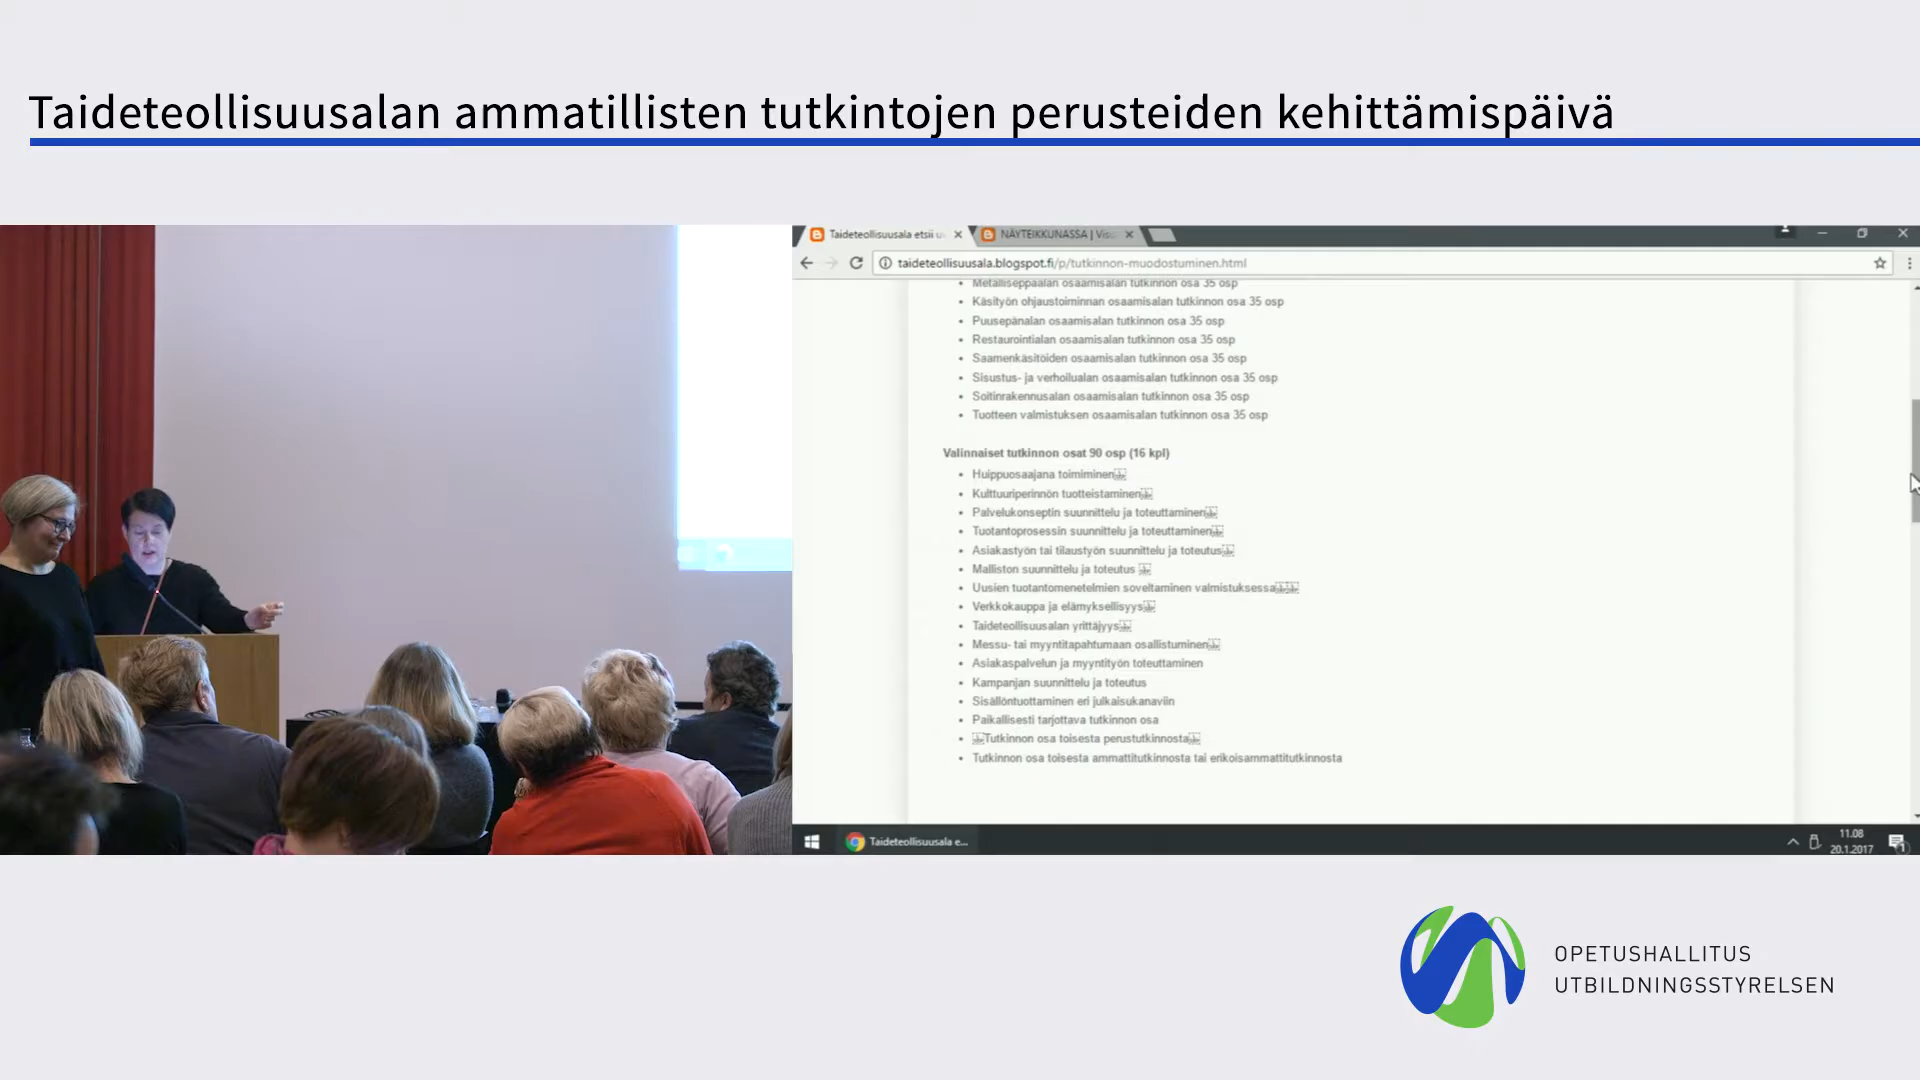 Taideteollisuusalan ammatillisten tutkintojen perusteiden kehittämispäivä
Taideteollisuusala etsii u
NÄYTEIKKUNASSA | Visu
taideteollisuusala.blogspot.fi/p/tutkinnon-muodostuminen.html
Metalliseppäalan osaamisalan tutkinnon osa 35 osp
Käsityön ohjaustoiminnan osaamisalan tutkinnon osa 35 osp
Puusepänalan osaamisalan tutkinnon osa 35 osp
Restaurointialan osaamisalan tutkinnon osa 35 osp
Saamenkäsitöiden osaamisalan tutkinnon osa 35 osp
Sisustus- ja verhoilualan osaamisalan tutkinnon osa 35 osp
Soitinrakennusalan osaamisalan tutkinnon osa 35 osp
Tuotteen valmistuksen osaamisalan tutkinnon osa 35 osp
Valinnaiset tutkinnon osat 90 osp (16 kpl)
Huippuosaajana toimiminen
Kulttuuriperinnön tuotteistaminen
Palvelukonseptin suunnittelu ja toteuttaminen
Tuotantoprosessin suunnittelu ja toteuttaminen
Asiakastyön tai tilaustyön suunnittelu ja toteutus
Malliston suunnittelu ja toteutus
Uusien tuotantomenetelmien soveltaminen valmistuksessa
Verkkokauppa ja elämyksellisyys
Taideteollisuusalan yrittäjyys
Messu- tai myyntitapahtumaan osallistuminen
Asiakaspalvelun ja myyntityön toteuttaminen
Kampanjan suunnittelu ja toteutus
Sisällöntuottaminen eri julkaisukanaviin
Paikallisesti tarjottava tutkinnon osa
Tutkinnon osa toisesta perustutkinnosta
Tutkinnon osa toisesta ammattitutkinnosta tai erikoisammattitutkinnosta
Taideteollisuusala e...
11.08
20.1.2017
1
OPETUSHALLITUS
UTBILDNINGSSTYRELSEN